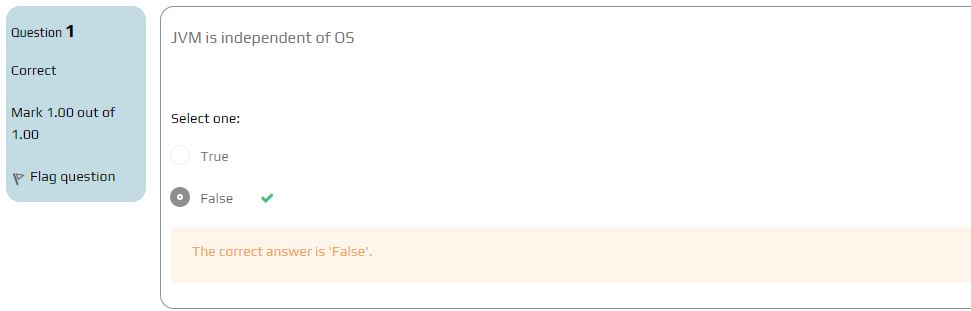 Question 1
Correct
Mark 1.00 out of
1.00
Flag question
JVM is independent of OS
Select one:
True
False
The correct answer is 'False'.